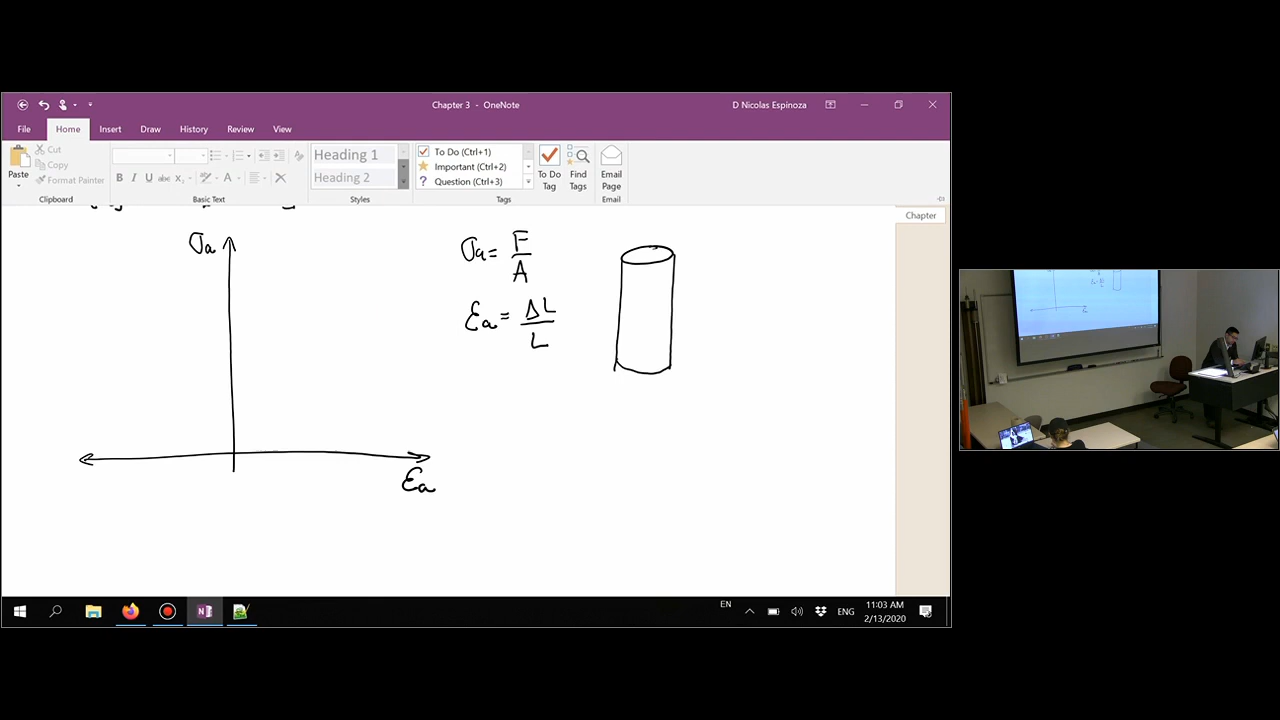 Chapter 3 - OneNote
D Nicolas Espinoza
File Home Insert Draw History Review View
Paste
Cut
Copy
Format Painter
Clipboard
B I U abc X₂ A
Basic Text
Heading 1
Heading 2
Styles
To Do (Ctrl+1)
Important (Ctrl+2)
? Question (Ctrl+3)
Tags
To Do Tag
Find Tags
Email Page
Email
Chapter
σa
σa = F/A
εa = ΔL/L
εa
EN
ENG
11:03 AM
2/13/2020